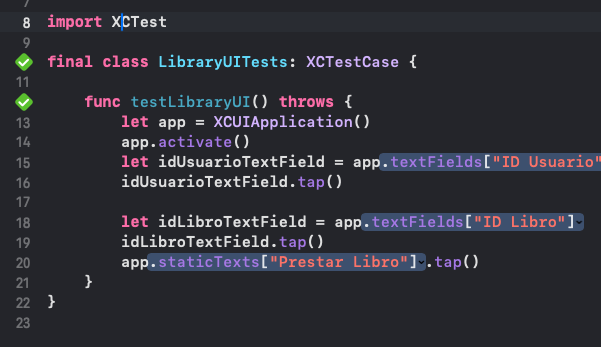 7
8 import XCTest
9
final class LibraryUITests: XCTestCase {
11
func testLibraryUI() throws {
13 let app = XCUIApplication()
14 app.activate()
15 let idUsuarioTextField = app.textFields["ID Usuario"
16 idUsuarioTextField.tap()
17
18 let idLibroTextField = app.textFields["ID Libro"]
19 idLibroTextField.tap()
20 app.staticTexts["Prestar Libro"].tap()
21 }
22 }
23